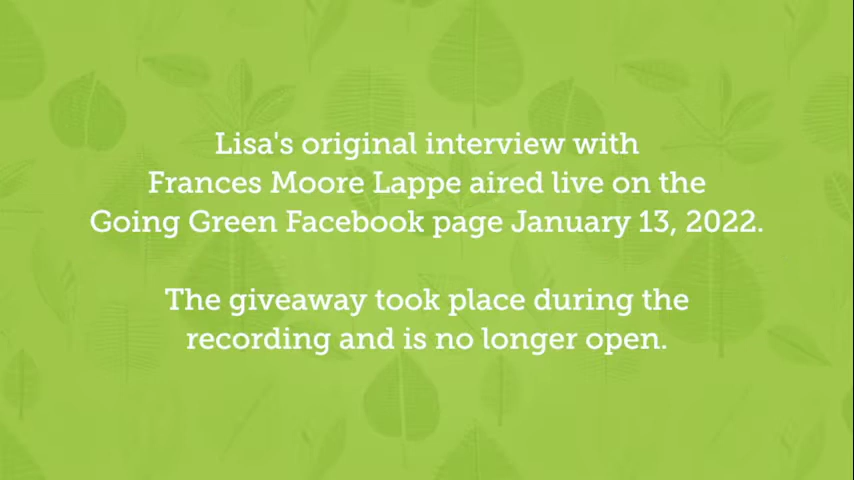 Lisa's original interview with
Frances Moore Lappe aired live on the
Going Green Facebook page January 13, 2022.
The giveaway took place during the
recording and is no longer open.